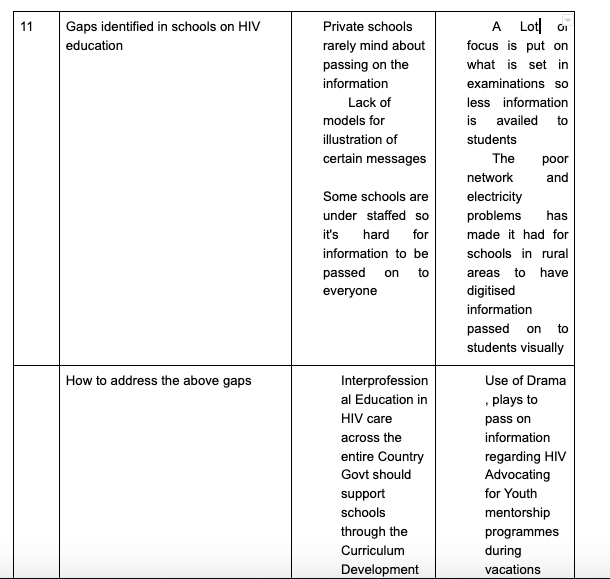 11
Gaps identified in schools on HIV
education
Private schools
rarely mind about
passing on the
information
Lack of
models for
illustration of
certain messages
Some schools are
under staffed so
it's hard for
information to be
passed on to
everyone
A Lot of
focus is put on
what is set in
examinations so
less information
is availed to
students
The poor
network and
electricity
problems has
made it had for
schools in rural
areas to have
digitised
information
passed on to
students visually
How to address the above gaps
Interprofession
al Education in
HIV care
across the
entire Country
Govt should
support
schools
through the
Curriculum
Development
Use of Drama
, plays to
pass on
information
regarding HIV
Advocating
for Youth
mentorship
programmes
during
vacations